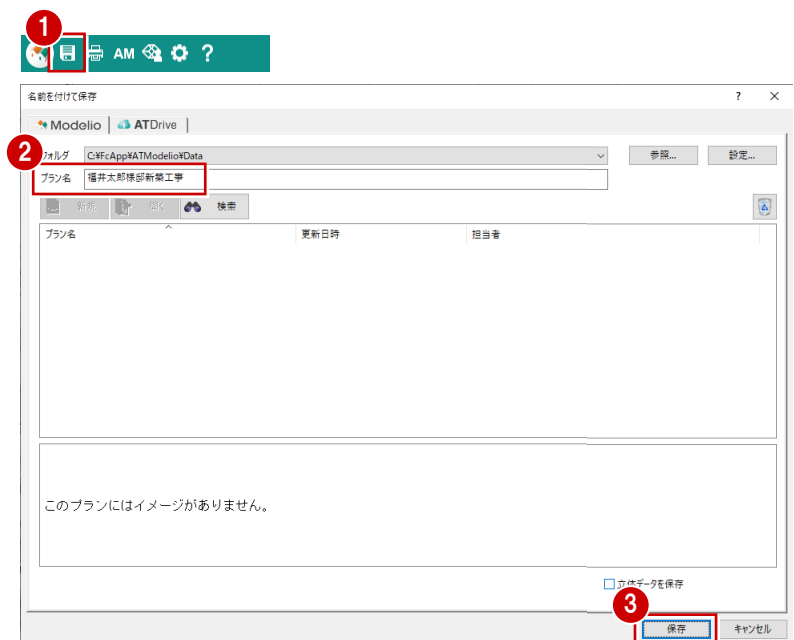 1
AM ?
名前を付けて保存 ? ×
Modelio ATDrive
2
フォルダ C:¥FcApp¥ATModelio¥Data 参照... 設定...
プラン名 福井太郎様邸新築工事
新規 開く 検索
プラン名 更新日時 担当者
このプランにはイメージがありません。
立体データを保存
3
保存 キャンセル